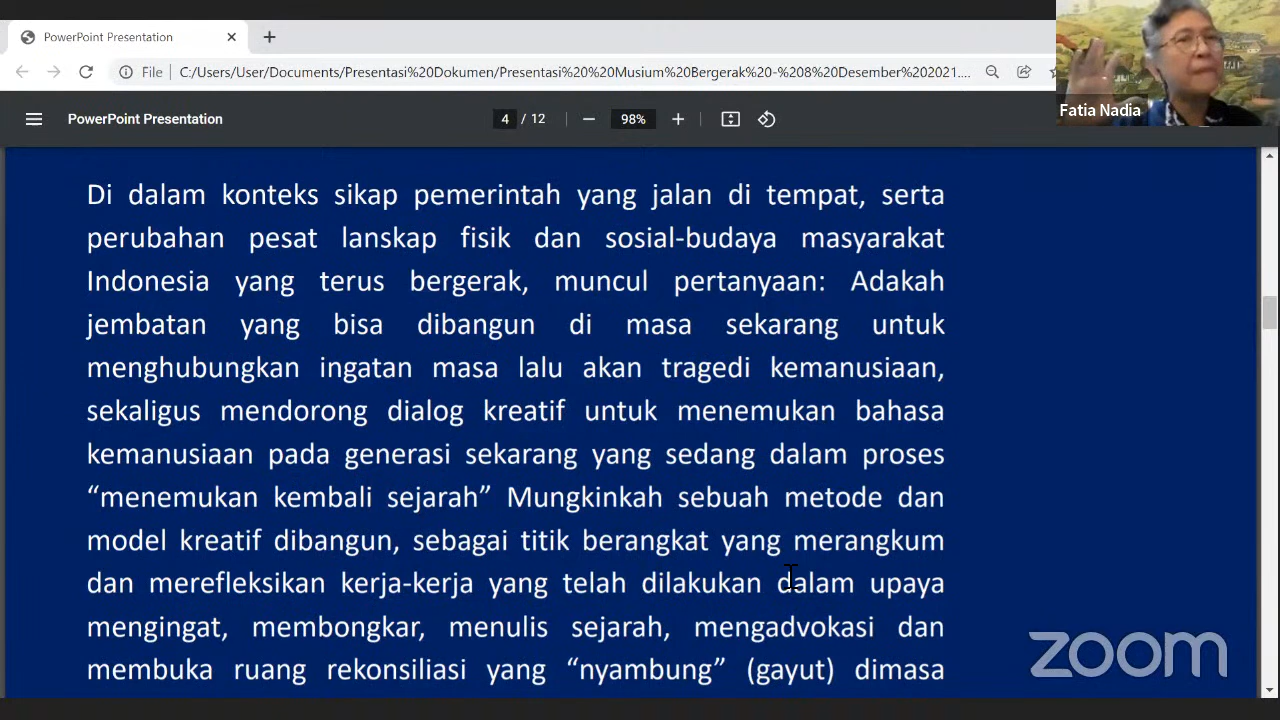 PowerPoint Presentation
File
C:/Users/User/Documents/Presentasi%20Dokumen/Presentasi%20%20Musium%20Bergerak%20-%208%20Desember%202021....
Fatia Nadia
PowerPoint Presentation
4 / 12
98%
Di dalam konteks sikap pemerintah yang jalan di tempat, serta
perubahan pesat lanskap fisik dan sosial-budaya masyarakat
Indonesia yang terus bergerak, muncul pertanyaan: Adakah
jembatan yang bisa dibangun di masa sekarang untuk
menghubungkan ingatan masa lalu akan tragedi kemanusiaan,
sekaligus mendorong dialog kreatif untuk menemukan bahasa
kemanusiaan pada generasi sekarang yang sedang dalam proses
“menemukan kembali sejarah” Mungkinkah sebuah metode dan
model kreatif dibangun, sebagai titik berangkat yang merangkum
dan merefleksikan kerja-kerja yang telah dilakukan dalam upaya
mengingat, membongkar, menulis sejarah, mengadvokasi dan
membuka ruang rekonsiliasi yang “nyambung” (gayut) dimasa
zoom